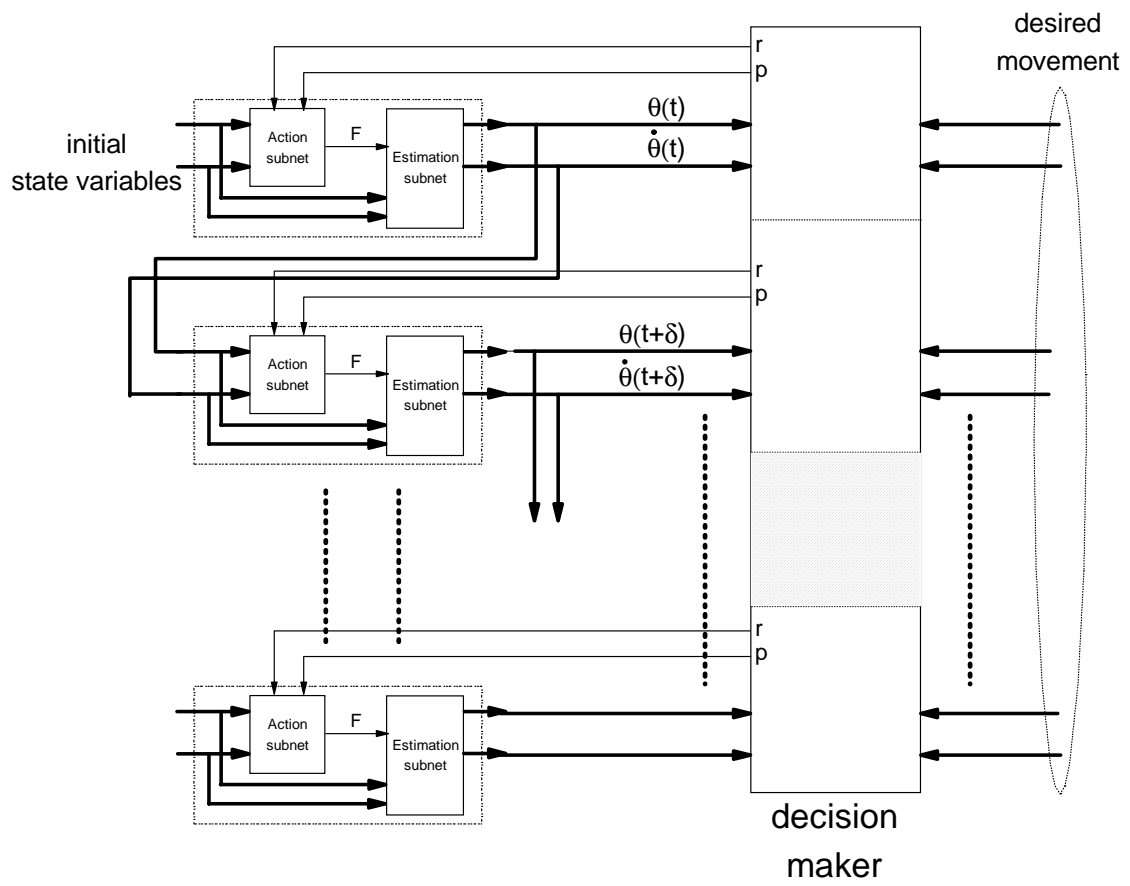 desired
movement
r
p
initial
state variables
Action
subnet
F
Estimation
subnet
θ(t)
θ̇(t)
r
p
Action
subnet
F
Estimation
subnet
θ(t+δ)
θ̇(t+δ)
r
p
Action
subnet
F
Estimation
subnet
decision
maker